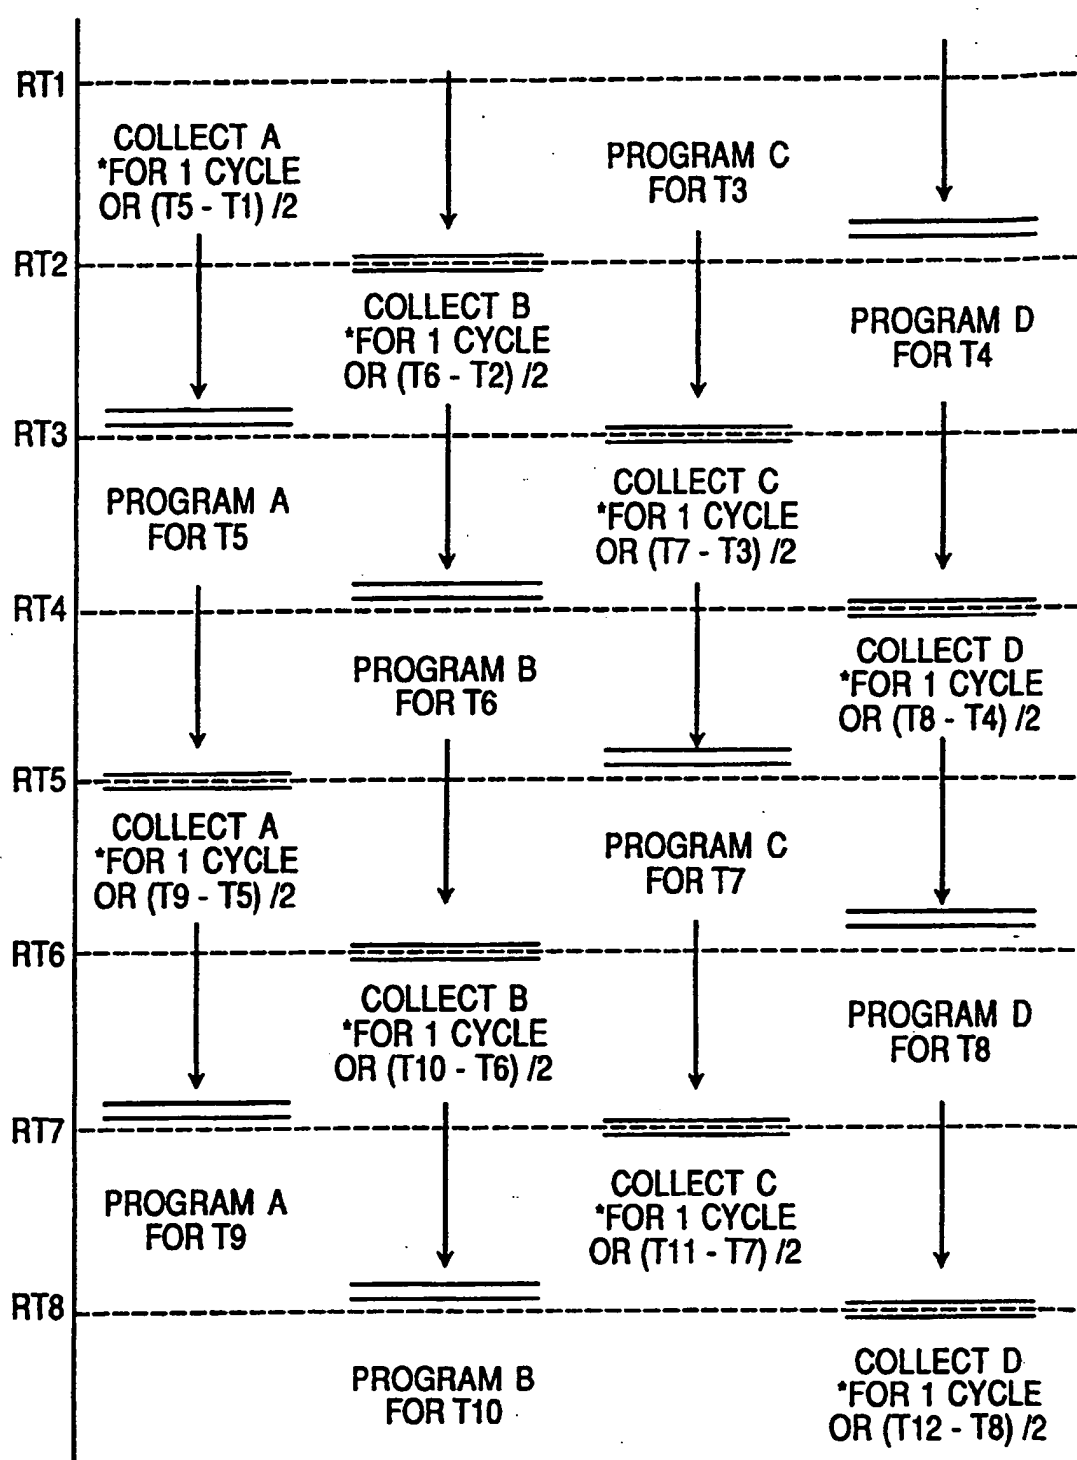 RT1
COLLECT A
*FOR 1 CYCLE
OR (T5 - T1) /2
PROGRAM C
FOR T3
RT2
COLLECT B
*FOR 1 CYCLE
OR (T6 - T2) /2
PROGRAM D
FOR T4
RT3
PROGRAM A
FOR T5
COLLECT C
*FOR 1 CYCLE
OR (T7 - T3) /2
RT4
PROGRAM B
FOR T6
COLLECT D
*FOR 1 CYCLE
OR (T8 - T4) /2
RT5
COLLECT A
*FOR 1 CYCLE
OR (T9 - T5) /2
PROGRAM C
FOR T7
RT6
COLLECT B
*FOR 1 CYCLE
OR (T10 - T6) /2
PROGRAM D
FOR T8
RT7
PROGRAM A
FOR T9
COLLECT C
*FOR 1 CYCLE
OR (T11 - T7) /2
RT8
PROGRAM B
FOR T10
COLLECT D
*FOR 1 CYCLE
OR (T12 - T8) /2